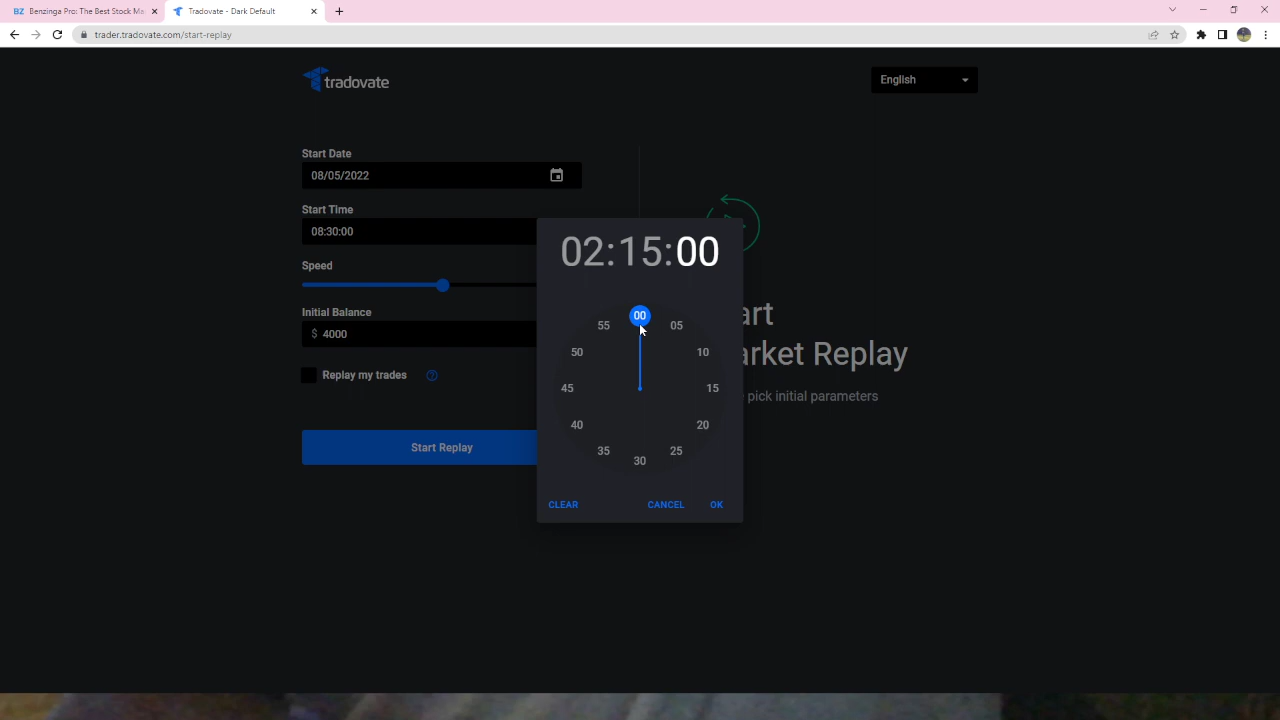 Benzinga Pro: The Best Stock Ma
Tradovate - Dark Default
trader.tradovate.com/start-replay
tradovate
English
Start Date
08/05/2022
Start Time
08:30:00
Speed
Initial Balance
$ 4000
Replay my trades
Start Replay
02:15:00
00
05
10
15
20
25
30
35
40
45
50
55
CLEAR
CANCEL
OK
art
arket Replay
pick initial parameters